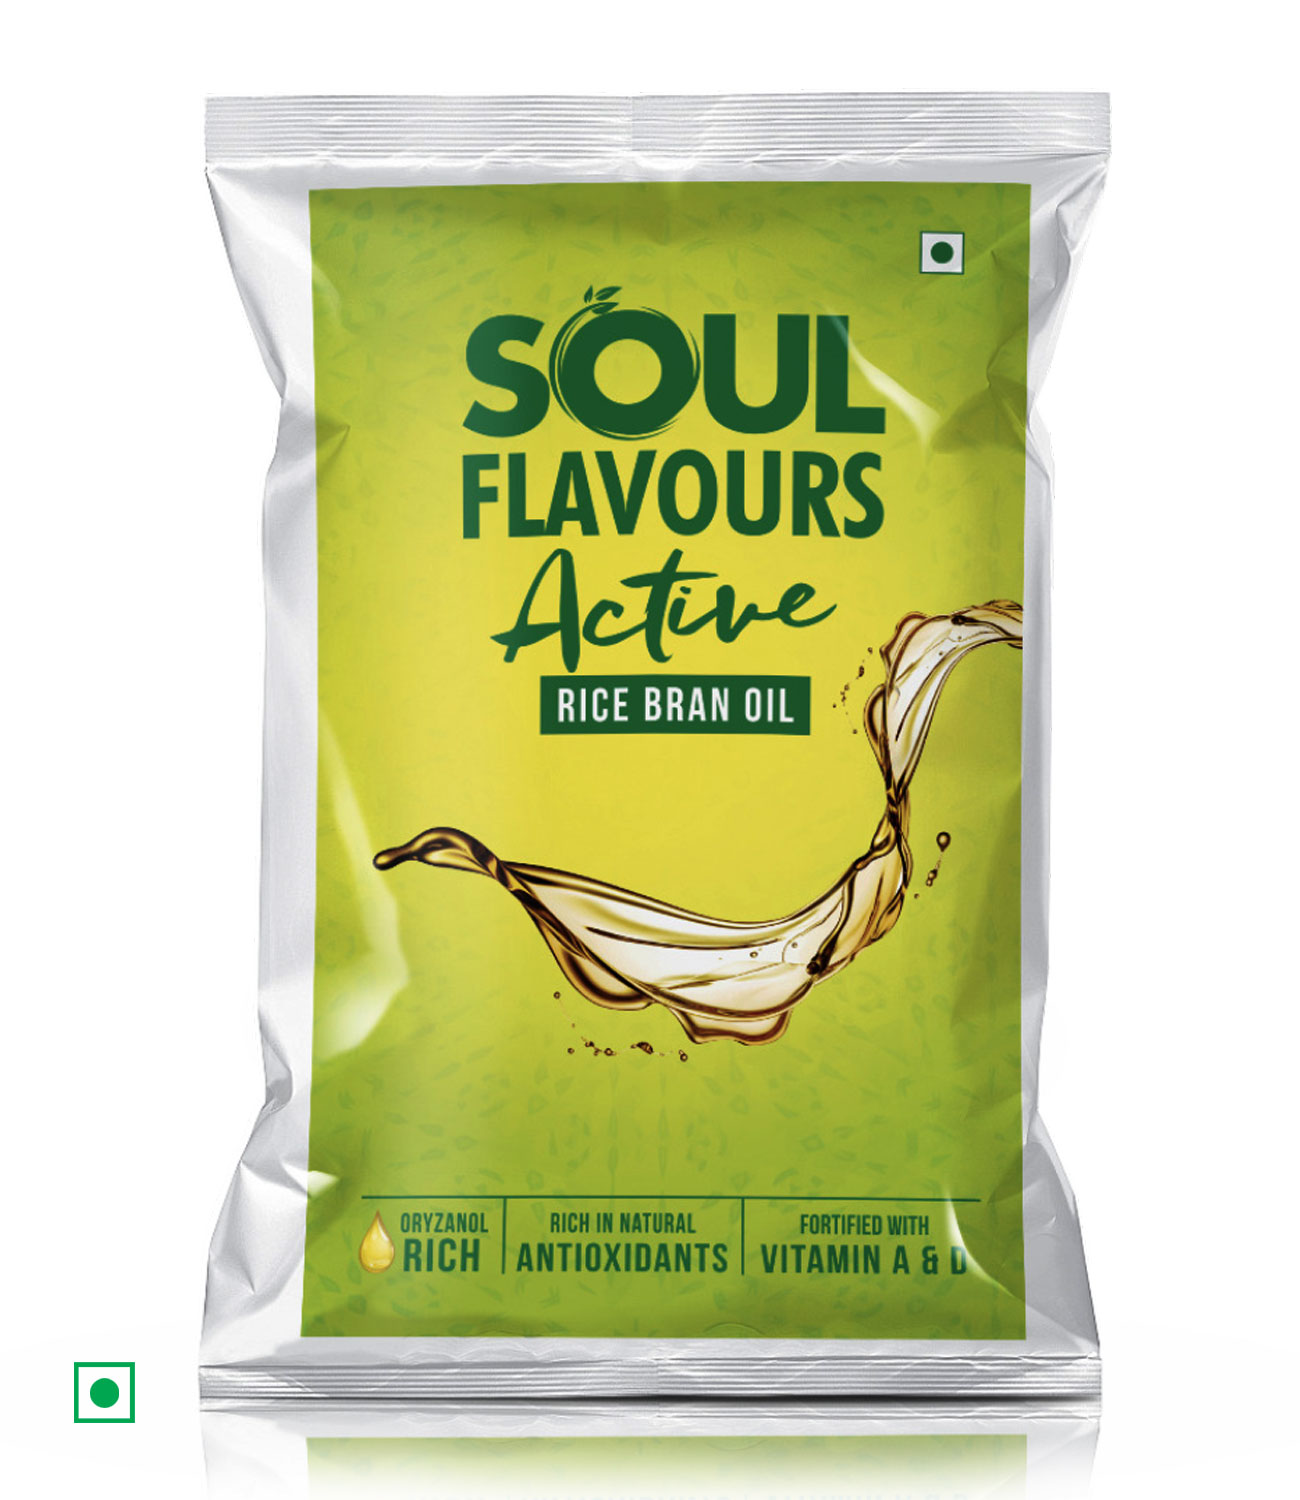 SOUL
FLAVOURS
Active
RICE BRAN OIL
ORYZANOL
RICH
RICH IN NATURAL
ANTIOXIDANTS
FORTIFIED WITH
VITAMIN A & D